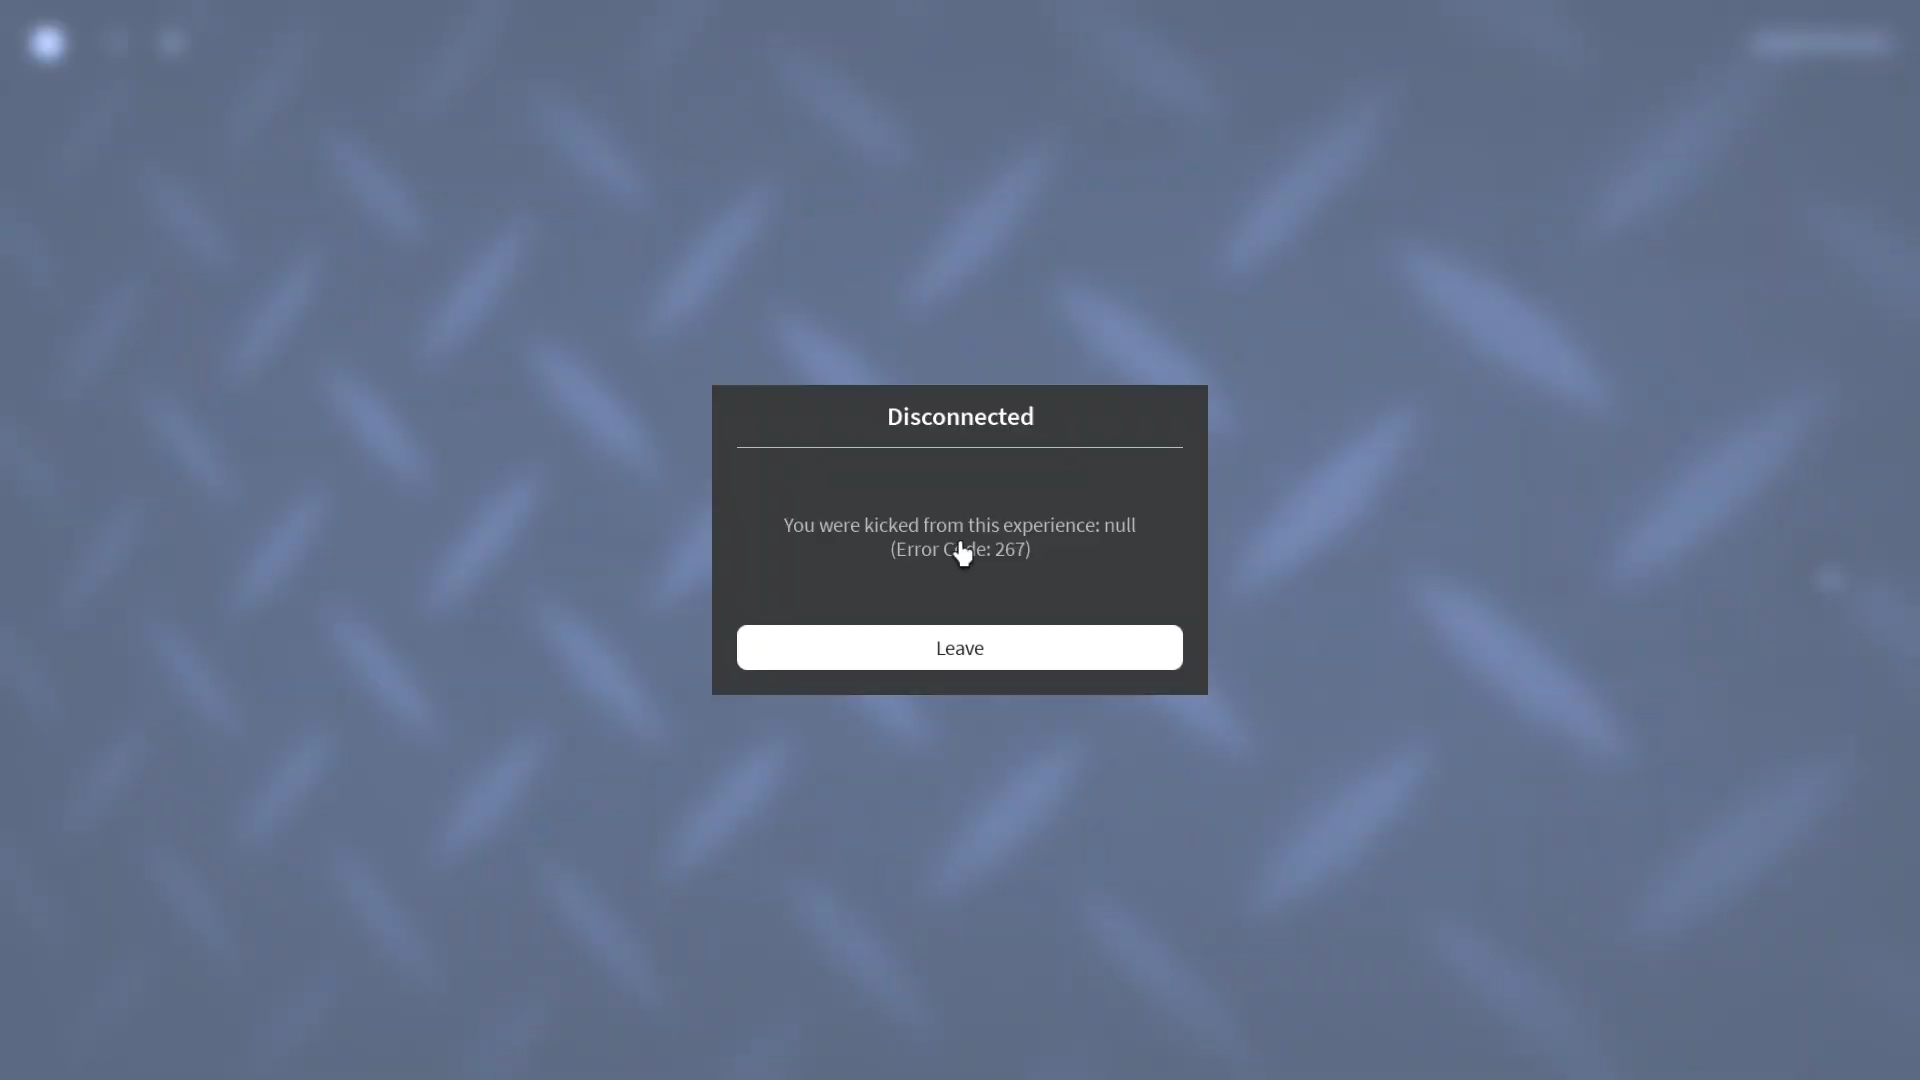 Disconnected
You were kicked from this experience: null
(Error Code: 267)
Leave